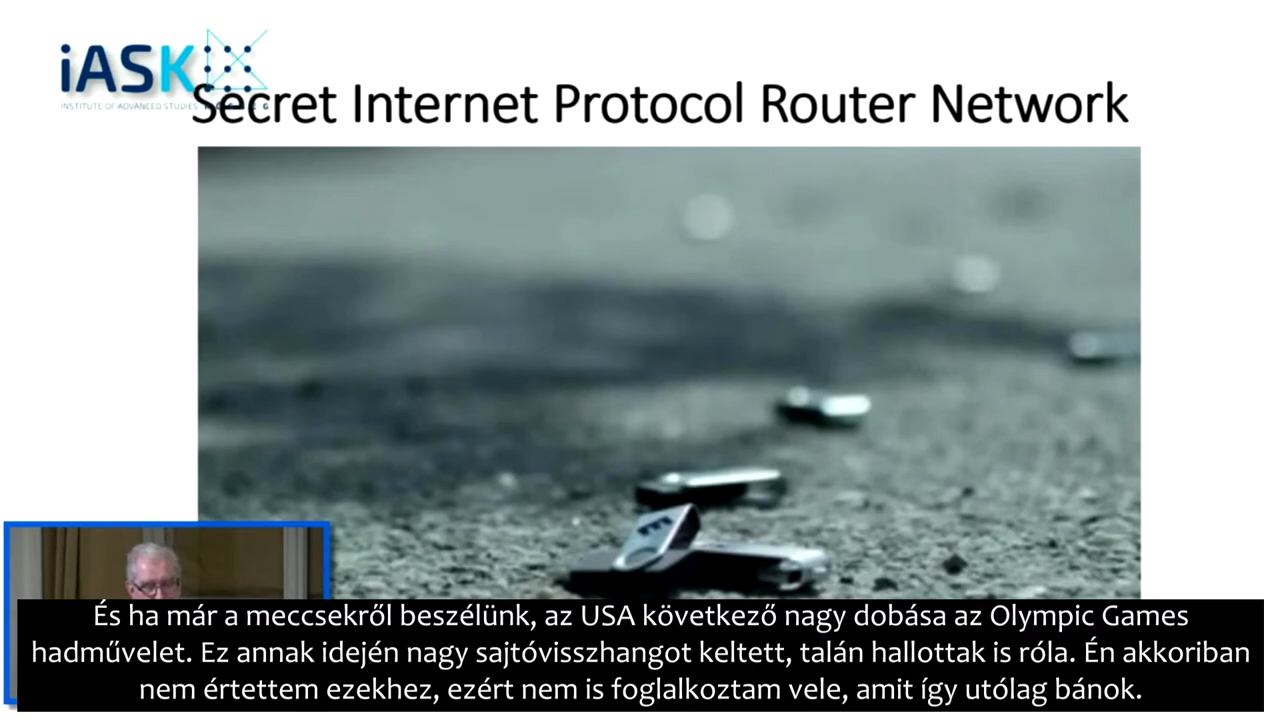 iASK
INSTITUTE OF ADVANCED STUDIES
Secret Internet Protocol Router Network
És ha már a meccsekről beszélünk, az USA következő nagy dobása az Olympic Games
hadművelet. Ez annak idején nagy sajtóvisszhangot keltett, talán hallottak is róla. Én akkoriban
nem értettem ezekhez, ezért nem is foglalkoztam vele, amit így utólag bánok.